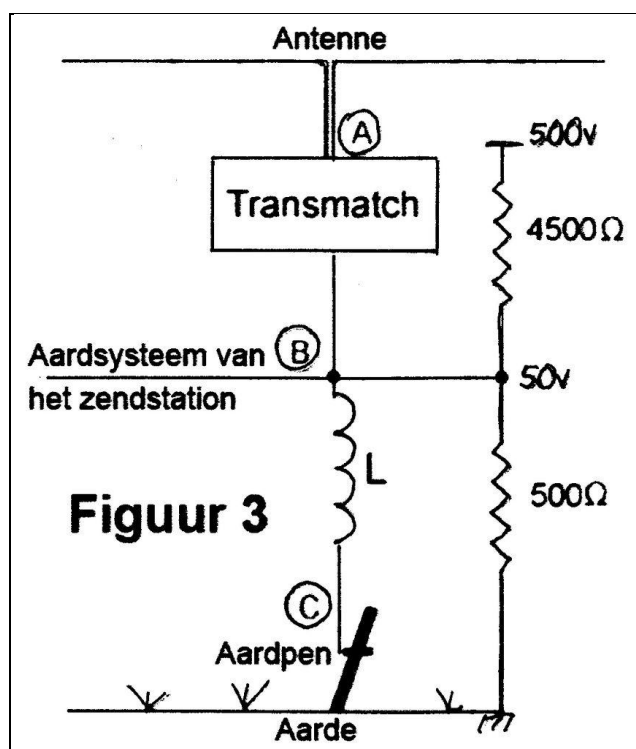 Antenne
A
500v
Transmatch
4500Ω
Aardsysteem van
het zendstation
B
50v
L
500Ω
Figuur 3
C
Aardpen
Aarde